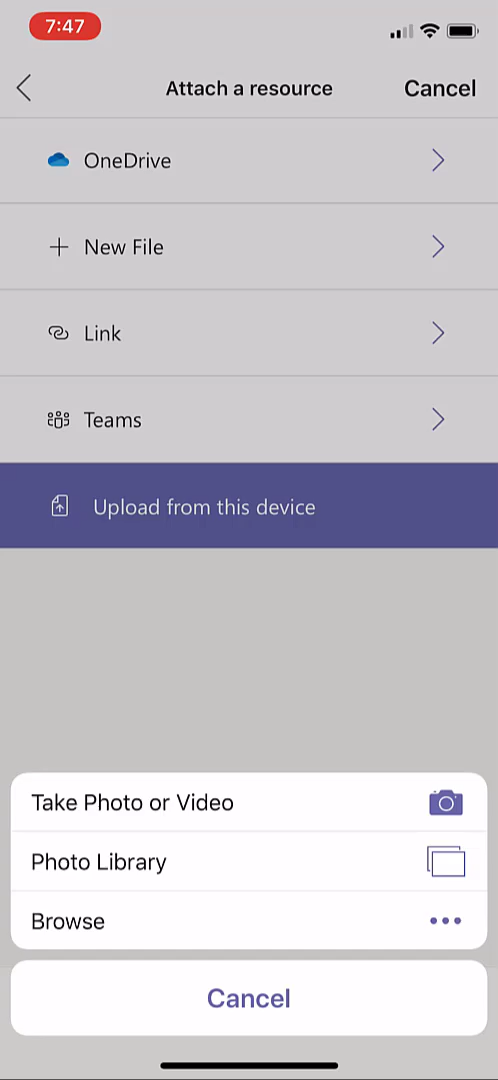 7:47
Attach a resource
Cancel
OneDrive
New File
Link
Teams
Upload from this device
Take Photo or Video
Photo Library
Browse
Cancel